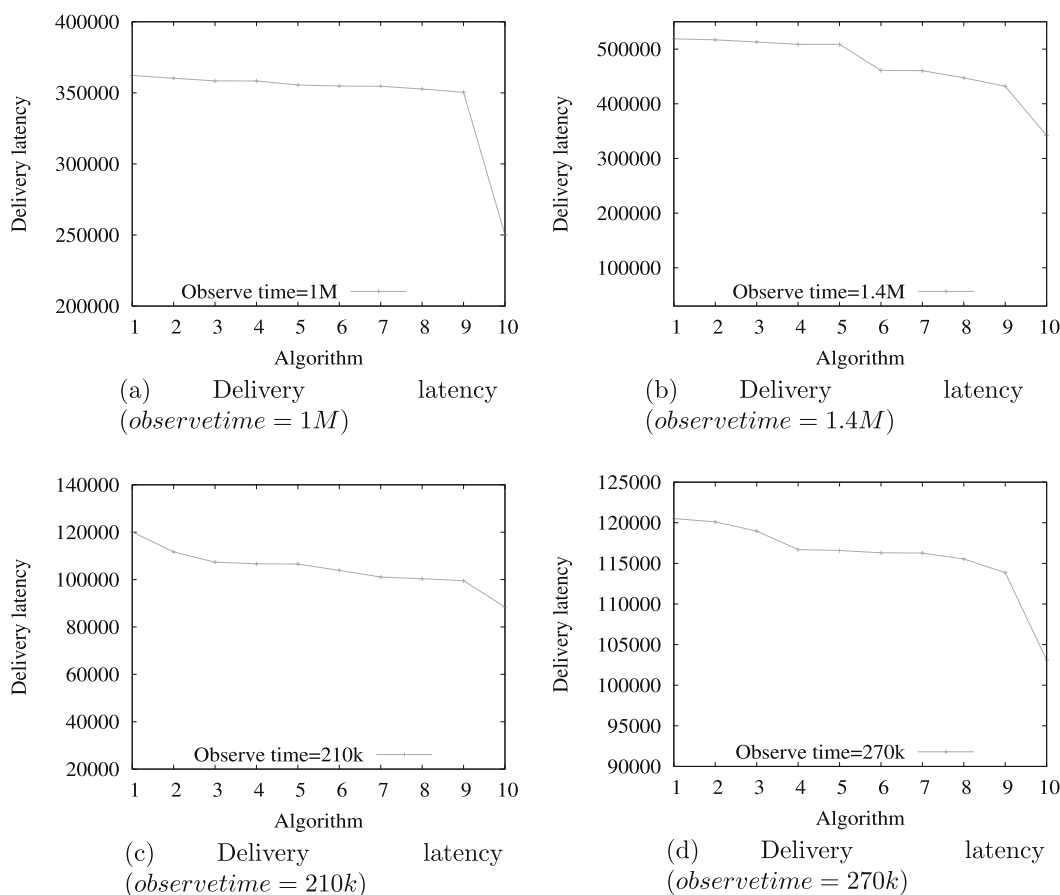 400000
350000
300000
250000
200000
Delivery latency
Observe time=1M
1 2 3 4 5 6 7 8 9 10
Algorithm
(a) Delivery latency
(observetime = 1M)
500000
400000
300000
200000
100000
Delivery latency
Observe time=1.4M
1 2 3 4 5 6 7 8 9 10
Algorithm
(b) Delivery latency
(observetime = 1.4M)
140000
120000
100000
80000
60000
40000
20000
Delivery latency
Observe time=210k
1 2 3 4 5 6 7 8 9 10
Algorithm
(c) Delivery latency
(observetime = 210k)
125000
120000
115000
110000
105000
100000
95000
90000
Delivery latency
Observe time=270k
1 2 3 4 5 6 7 8 9 10
Algorithm
(d) Delivery latency
(observetime = 270k)